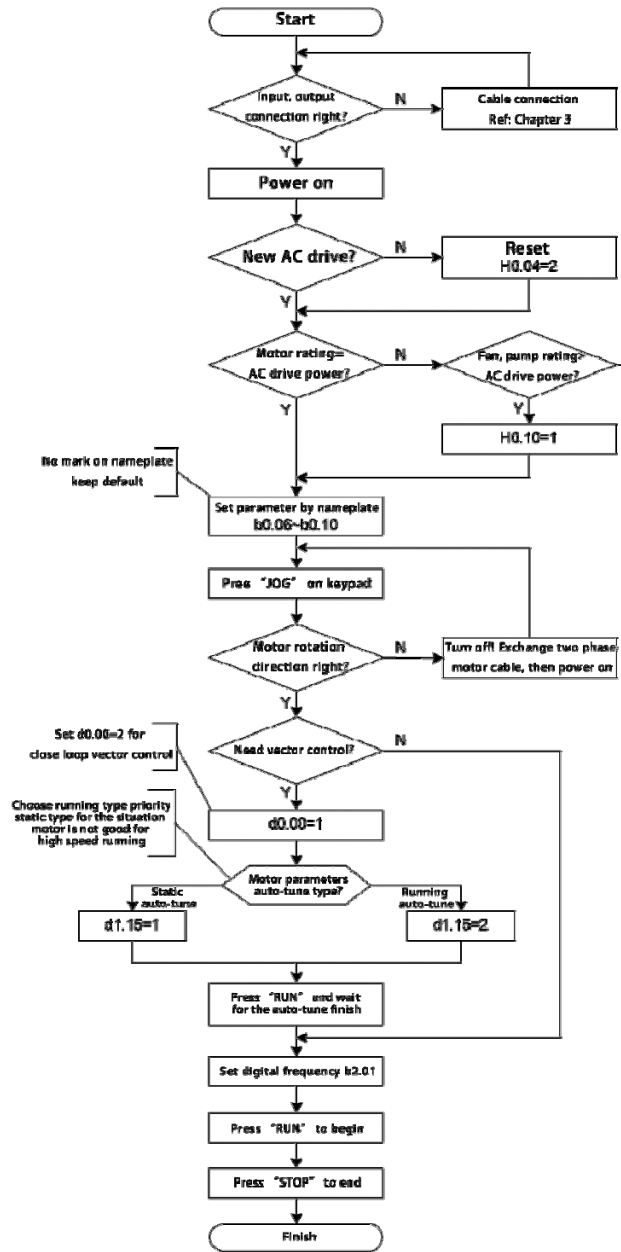 Start
Input, output
connection right?
N
Cable connection
Ref: Chapter 3
Y
Power on
New AC drive?
N
Reset
H0.04=2
Y
Motor rating=
AC drive power?
N
Fan, pump rating>
AC drive power?
Y
Y
H0.10=1
No mark on nameplate
keep default
Set parameter by nameplate
b0.06~b0.10
Press “JOG” on keypad
Motor rotation
direction right?
N
Turn off! Exchange two phase
motor cable, then power on
Y
Set d0.00=2 for
close loop vector control
Need vector control?
N
Y
Choose running type priority
static type for the situation
motor is not good for
high speed running
d0.00=1
Motor parameters
auto-tune type?
Static
auto-tune
Running
auto-tune
d1.15=1
d1.15=2
Press “RUN” and wait
for the auto-tune finish
Set digital frequency b2.01
Press “RUN” to begin
Press “STOP” to end
Finish